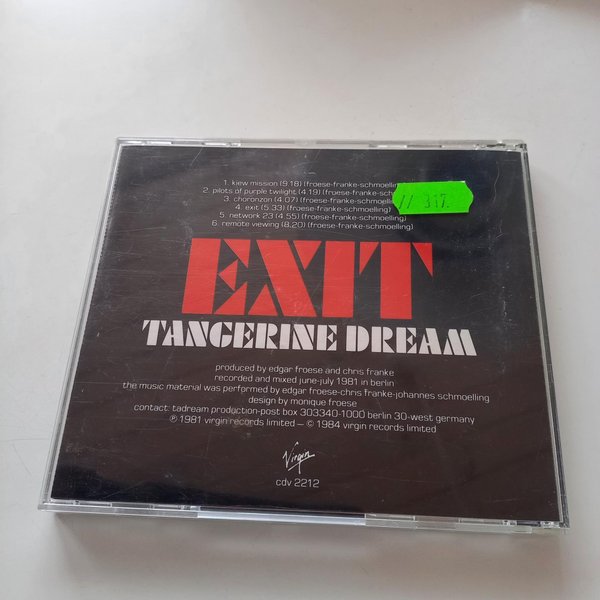 1. kiew mission (9.18) (froese-franke-schmoelling)
2. pilots of purple twilight (4.19) (froese-franke-
3. choronzon (4.07) (froese-franke-schmoelling)
4. exit (5.33) (froese-franke-schmoelling)
5 network 23 (4.55) (froese-franke-schmoelling)
6. remote viewing (8.20) (froese-franke-schmoelling)
EXIT
TANGERINE DREAM
produced by edgar froese and chris franke
recorded and mixed june-july 1981 in berlin
the music material was performed by edgar froese-chris franke-johannes schmoelling
design by monique froese
contact: tadream production-post box 303340-1000 berlin 30-west germany
℗ 1981 virgin records limited – © 1984 virgin records limited
Virgin
cdv 2212